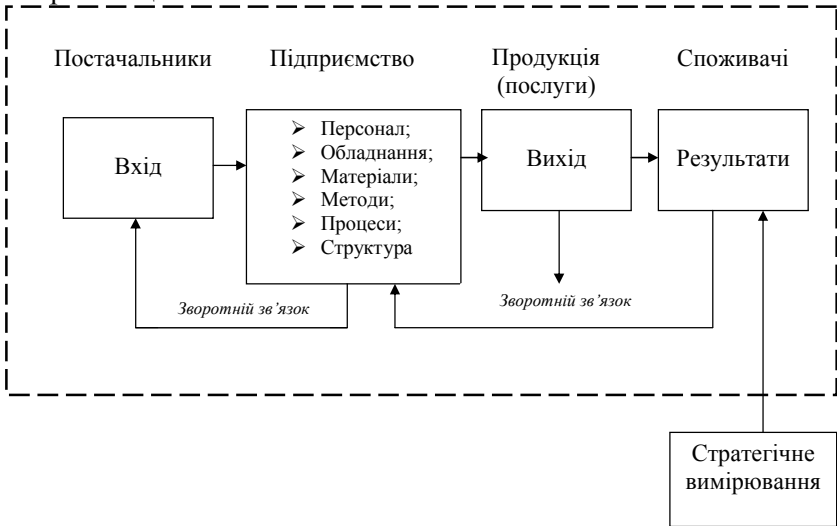 Постачальники
Підприємство
Продукція
(послуги)
Споживачі
Вхід
➢ Персонал;
➢ Обладнання;
➢ Матеріали;
➢ Методи;
➢ Процеси;
➢ Структура
Вихід
Результати
Зворотній зв’язок
Зворотній зв’язок
Стратегічне
вимірювання